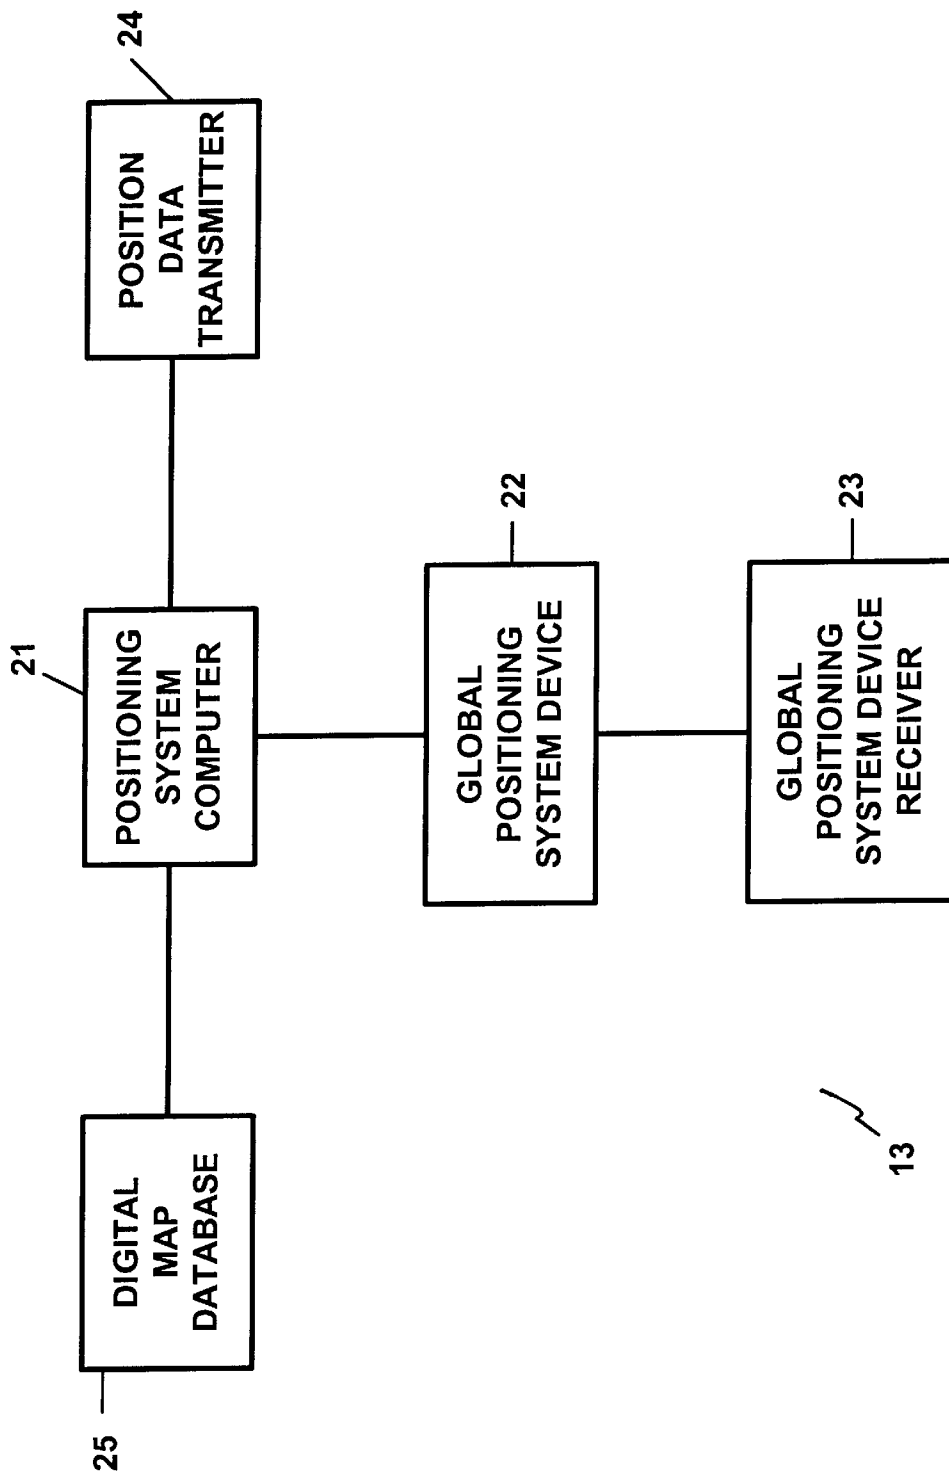 25
DIGITAL
MAP
DATABASE
21
POSITIONING
SYSTEM
COMPUTER
24
POSITION
DATA
TRANSMITTER
22
GLOBAL
POSITIONING
SYSTEM DEVICE
23
GLOBAL
POSITIONING
SYSTEM DEVICE
RECEIVER
13